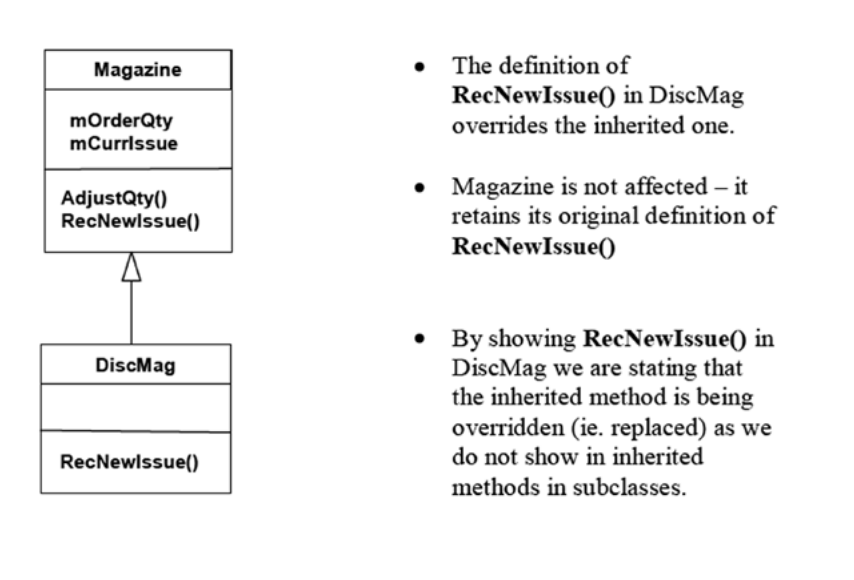 Magazine
mOrderQty
mCurrIssue
AdjustQty()
RecNewIssue()
DiscMag
RecNewIssue()
• The definition of
RecNewIssue() in DiscMag
overrides the inherited one.
• Magazine is not affected – it
retains its original definition of
RecNewIssue()
• By showing RecNewIssue() in
DiscMag we are stating that
the inherited method is being
overridden (ie. replaced) as we
do not show in inherited
methods in subclasses.